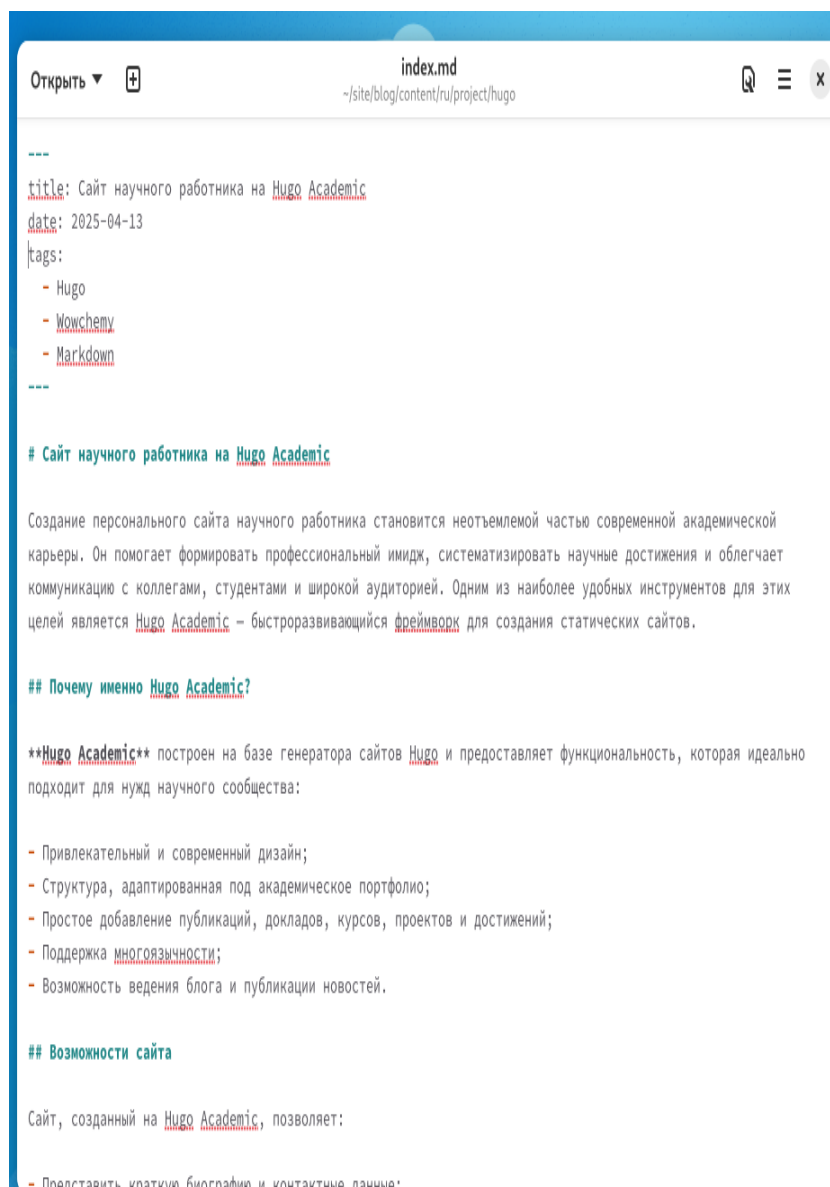 Открыть
index.md
~/site/blog/content/ru/project/hugo
---
title: Сайт научного работника на Hugo Academic
date: 2025-04-13
tags:
- Hugo
- Wowchemy
- Markdown
---
# Сайт научного работника на Hugo Academic
Создание персонального сайта научного работника становится неотъемлемой частью современной академической
карьеры. Он помогает формировать профессиональный имидж, систематизировать научные достижения и облегчает
коммуникацию с коллегами, студентами и широкой аудиторией. Одним из наиболее удобных инструментов для этих
целей является Hugo Academic — быстроразвивающийся фреймворк для создания статических сайтов.
## Почему именно Hugo Academic?
**Hugo Academic** построен на базе генератора сайтов Hugo и предоставляет функциональность, которая идеально
подходит для нужд научного сообщества:
- Привлекательный и современный дизайн;
- Структура, адаптированная под академическое портфолио;
- Простое добавление публикаций, докладов, курсов, проектов и достижений;
- Поддержка многоязычности;
- Возможность ведения блога и публикации новостей.
## Возможности сайта
Сайт, созданный на Hugo Academic, позволяет:
- Представить краткую биографию и контактные данные;